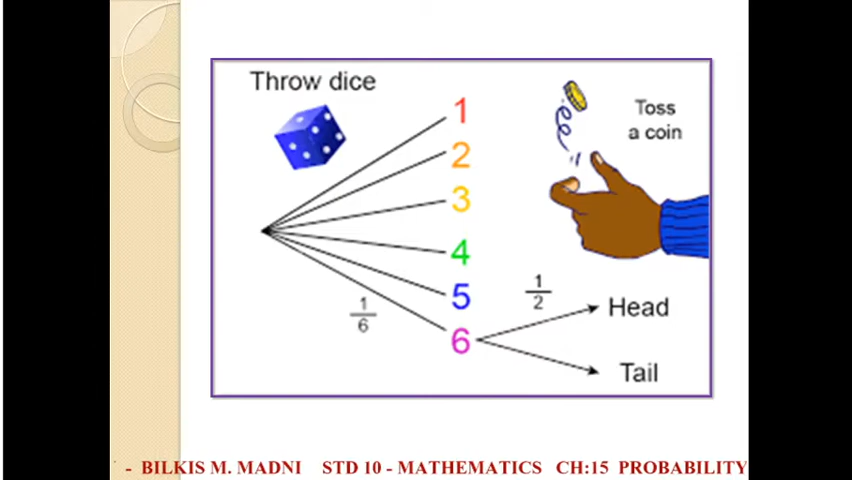 Throw dice
1
Toss
a coin
2
3
4
5
1
2
Head
1
6
6
Tail
- BILKIS M. MADNI STD 10 - MATHEMATICS CH:15 PROBABILITY